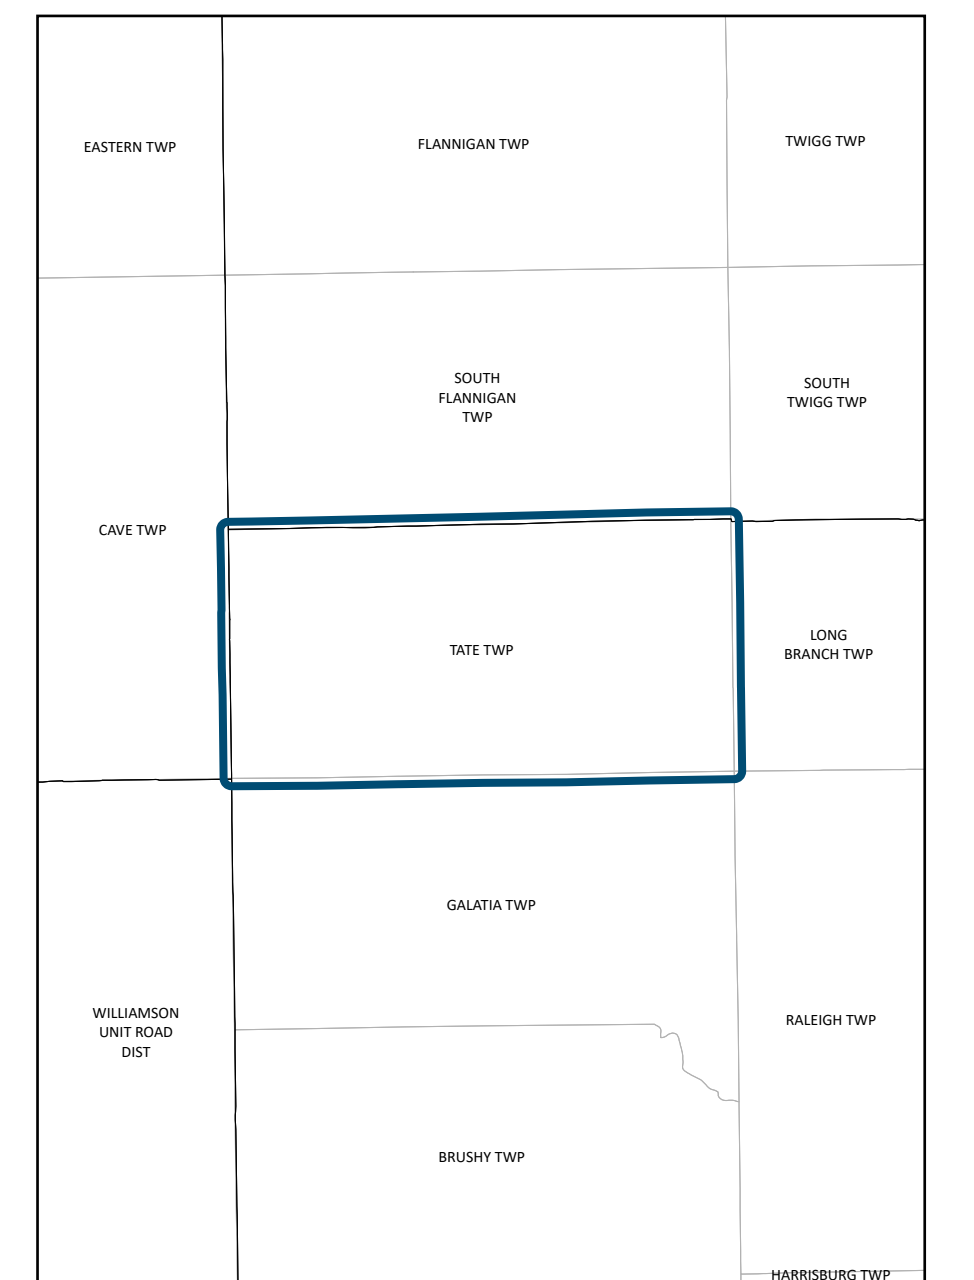 EASTERN TWP
FLANNIGAN TWP
TWIGG TWP
SOUTH
FLANNIGAN
TWP
SOUTH
TWIGG TWP
CAVE TWP
TATE TWP
LONG
BRANCH TWP
GALATIA TWP
WILLIAMSON
UNIT ROAD
DIST
RALEIGH TWP
BRUSHY TWP
HARRISBURG TWP